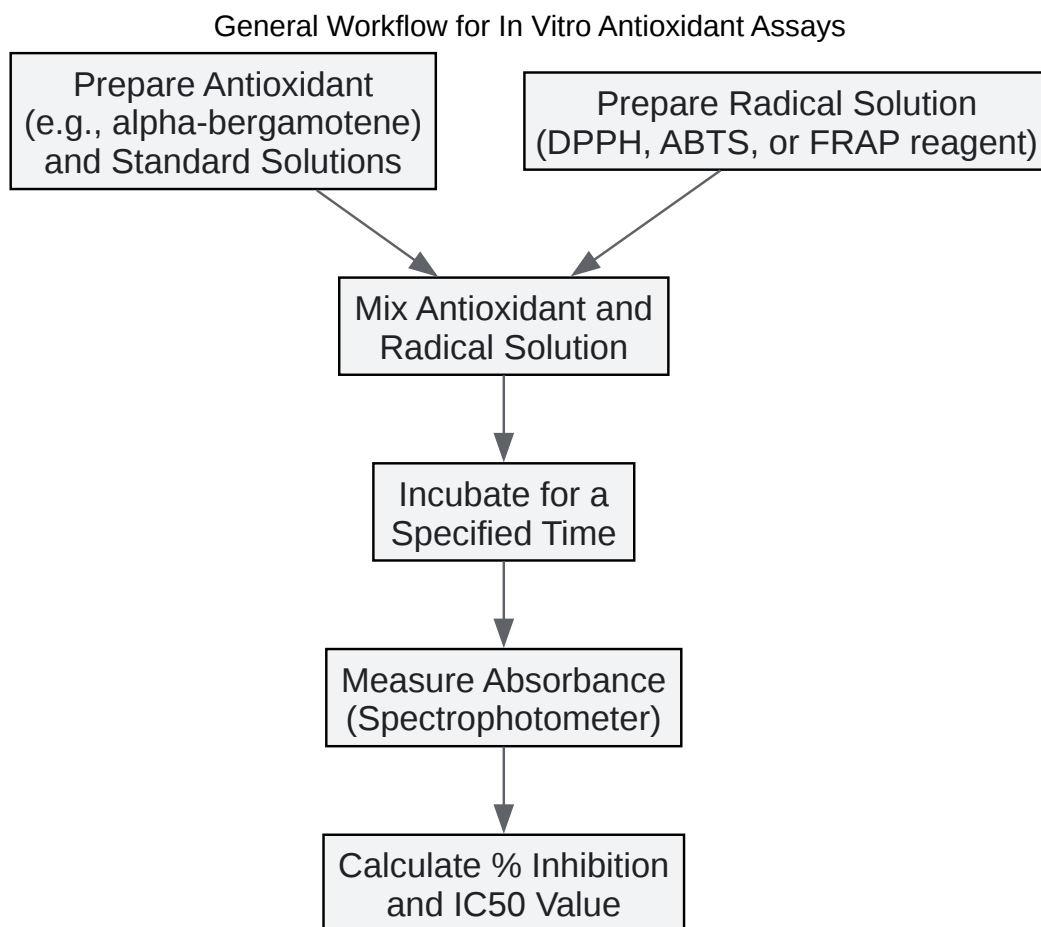 General Workflow for In Vitro Antioxidant Assays
Prepare Antioxidant
(e.g., alpha-bergamotene)
and Standard Solutions
Prepare Radical Solution
(DPPH, ABTS, or FRAP reagent)
Mix Antioxidant and
Radical Solution
Incubate for a
Specified Time
Measure Absorbance
(Spectrophotometer)
Calculate % Inhibition
and IC50 Value